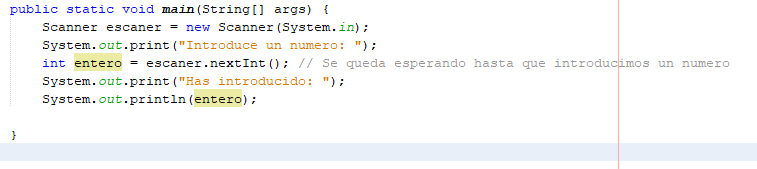 public static void main(String[] args) {
    Scanner escaner = new Scanner(System.in);
    System.out.print("Introduce un numero: ");
    int entero = escaner.nextInt(); // Se queda esperando hasta que introducimos un numero
    System.out.print("Has introducido: ");
    System.out.println(entero);
}